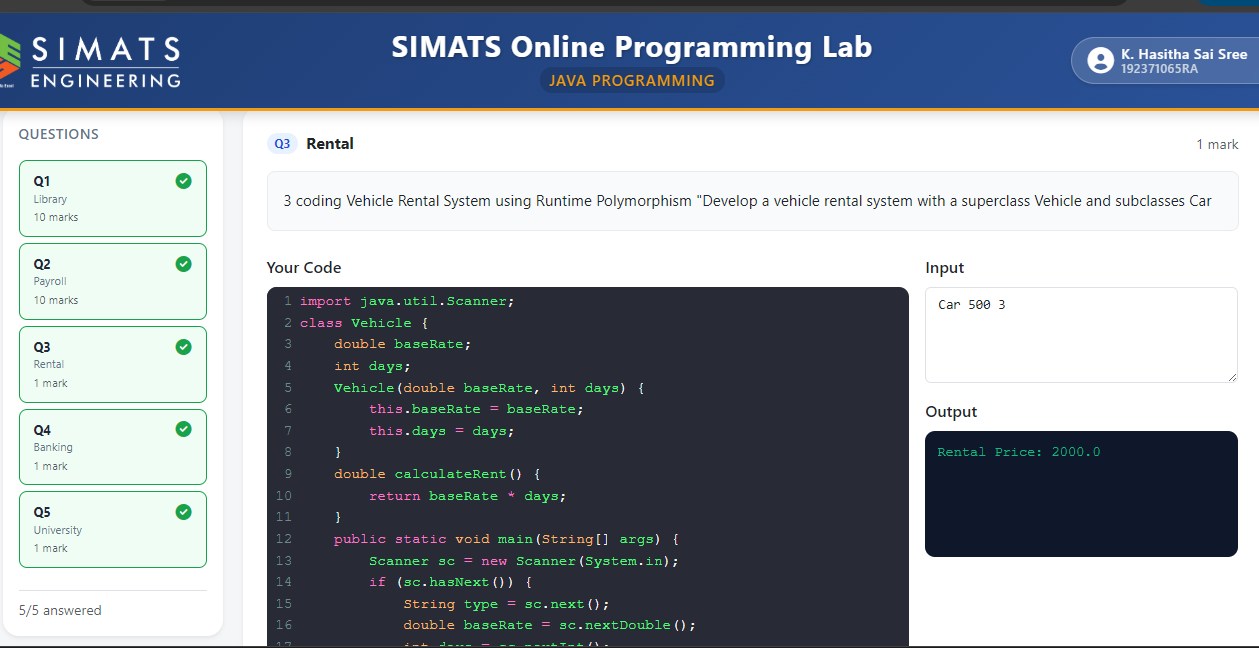 SIMATS
ENGINEERING
SIMATS Online Programming Lab
JAVA PROGRAMMING
K. Hasitha Sai Sree
192371065RA
QUESTIONS
Q1
Library
10 marks
Q2
Payroll
10 marks
Q3
Rental
1 mark
Q4
Banking
1 mark
Q5
University
1 mark
5/5 answered
Q3 Rental
1 mark
3 coding Vehicle Rental System using Runtime Polymorphism "Develop a vehicle rental system with a superclass Vehicle and subclasses Car
Your Code
1 import java.util.Scanner;
2 class Vehicle {
3 double baseRate;
4 int days;
5 Vehicle(double baseRate, int days) {
6 this.baseRate = baseRate;
7 this.days = days;
8 }
9 double calculateRent() {
10 return baseRate * days;
11 }
12 public static void main(String[] args) {
13 Scanner sc = new Scanner(System.in);
14 if (sc.hasNext()) {
15 String type = sc.next();
16 double baseRate = sc.nextDouble();
17 int days = sc.nextInt();
Input
Car 500 3
Output
Rental Price: 2000.0